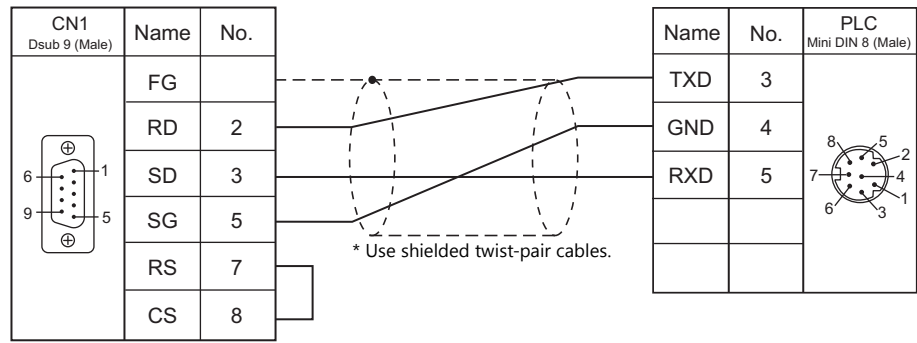 CN1
Dsub 9 (Male)
Name No.
FG
RD 2
SD 3
SG 5
RS 7
CS 8
6 1
9 5
* Use shielded twist-pair cables.
Name No.
PLC
Mini DIN 8 (Male)
TXD 3
GND 4
RXD 5
8 5
2
7 4
1
6 3